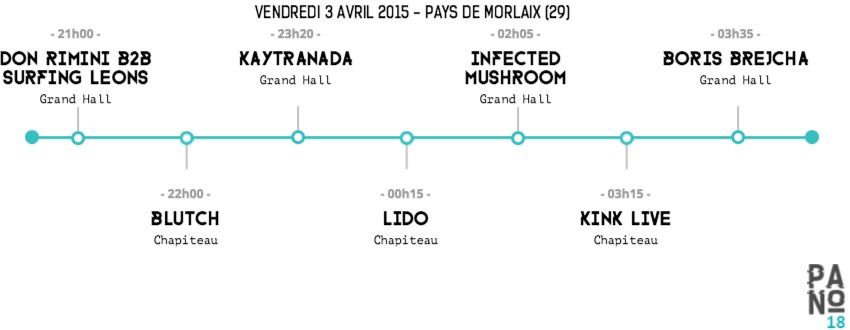 VENDREDI 3 AVRIL 2015 - PAYS DE MORLAIX (29)
- 21h00 -
DON RIMINI B2B
SURFING LEONS
Grand Hall
- 22h00 -
BLUTCH
Chapiteau
- 23h20 -
KAYTRANADA
Grand Hall
- 00h15 -
LIDO
Chapiteau
- 02h05 -
INFECTED
MUSHROOM
Grand Hall
- 03h15 -
KINK LIVE
Chapiteau
- 03h35 -
BORIS BREJCHA
Grand Hall
PA
NO
18